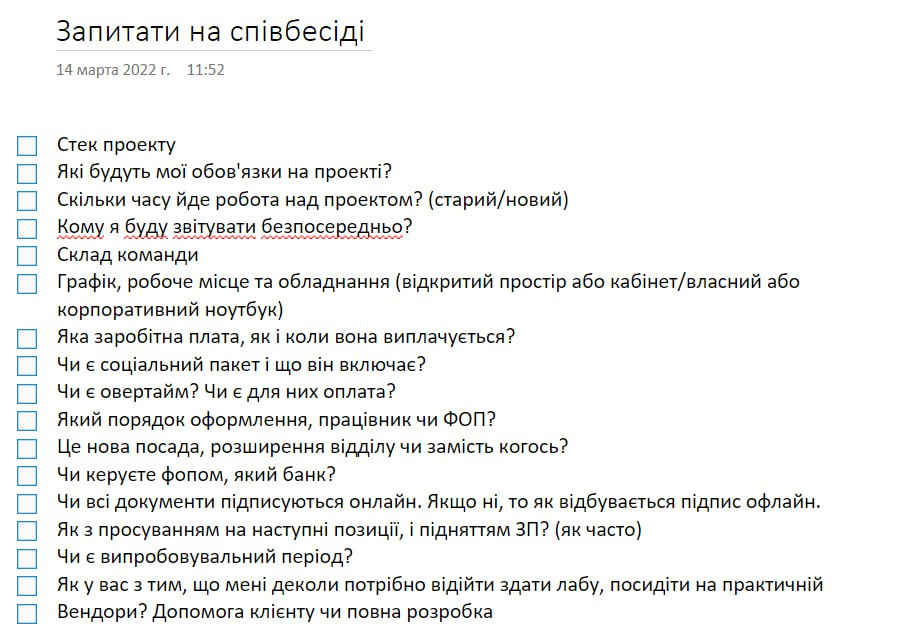 Запитати на співбесіді
14 марта 2022 г. 11:52
Стек проекту
Які будуть мої обов'язки на проекті?
Скільки часу йде робота над проектом? (старий/новий)
Кому я буду звітувати безпосередньо?
Склад команди
Графік, робоче місце та обладнання (відкритий простір або кабінет/власний або
корпоративний ноутбук)
Яка заробітна плата, як і коли вона виплачується?
Чи є соціальний пакет і що він включає?
Чи є овертайм? Чи є для них оплата?
Який порядок оформлення, працівник чи ФОП?
Це нова посада, розширення відділу чи замість когось?
Чи керуєте фопом, який банк?
Чи всі документи підписуються онлайн. Якщо ні, то як відбувається підпис офлайн.
Як з просуванням на наступні позиції, і підняттям ЗП? (як часто)
Чи є випробовувальний період?
Як у вас з тим, що мені деколи потрібно відійти здати лабу, посидіти на практичній
Вендори? Допомога клієнту чи повна розробка